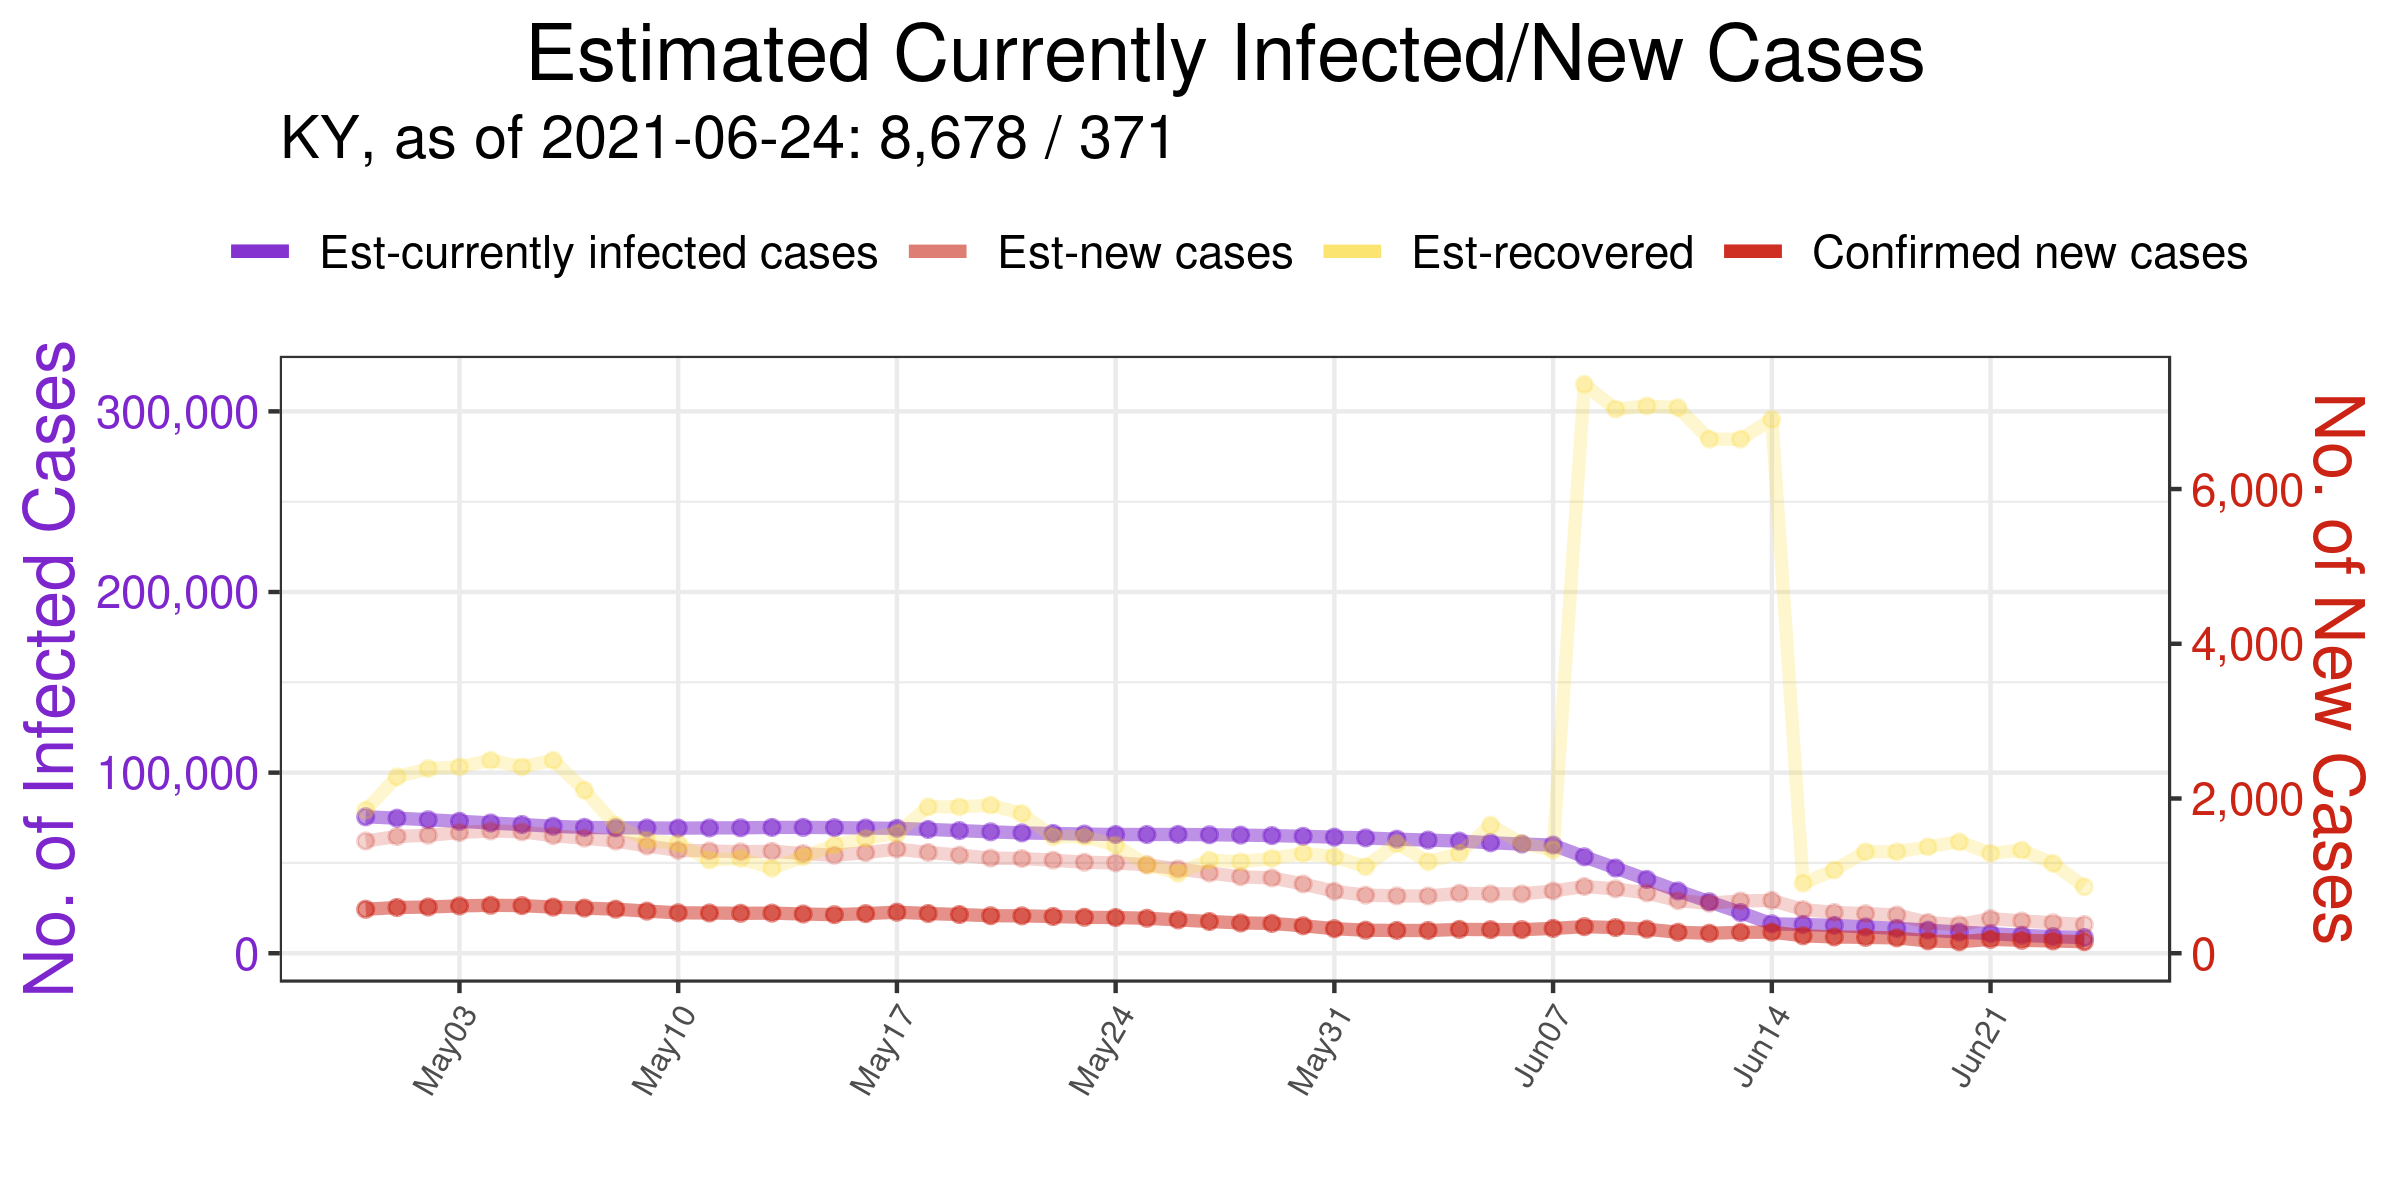 Estimated Currently Infected/New Cases
KY, as of 2021-06-24: 8,678 / 371
Est-currently infected cases Est-new cases Est-recovered Confirmed new cases
No. of Infected Cases
300,000
200,000
100,000
0
6,000
4,000
2,000
0
No. of New Cases
May03 May10 May17 May24 May31 Jun07 Jun14 Jun21